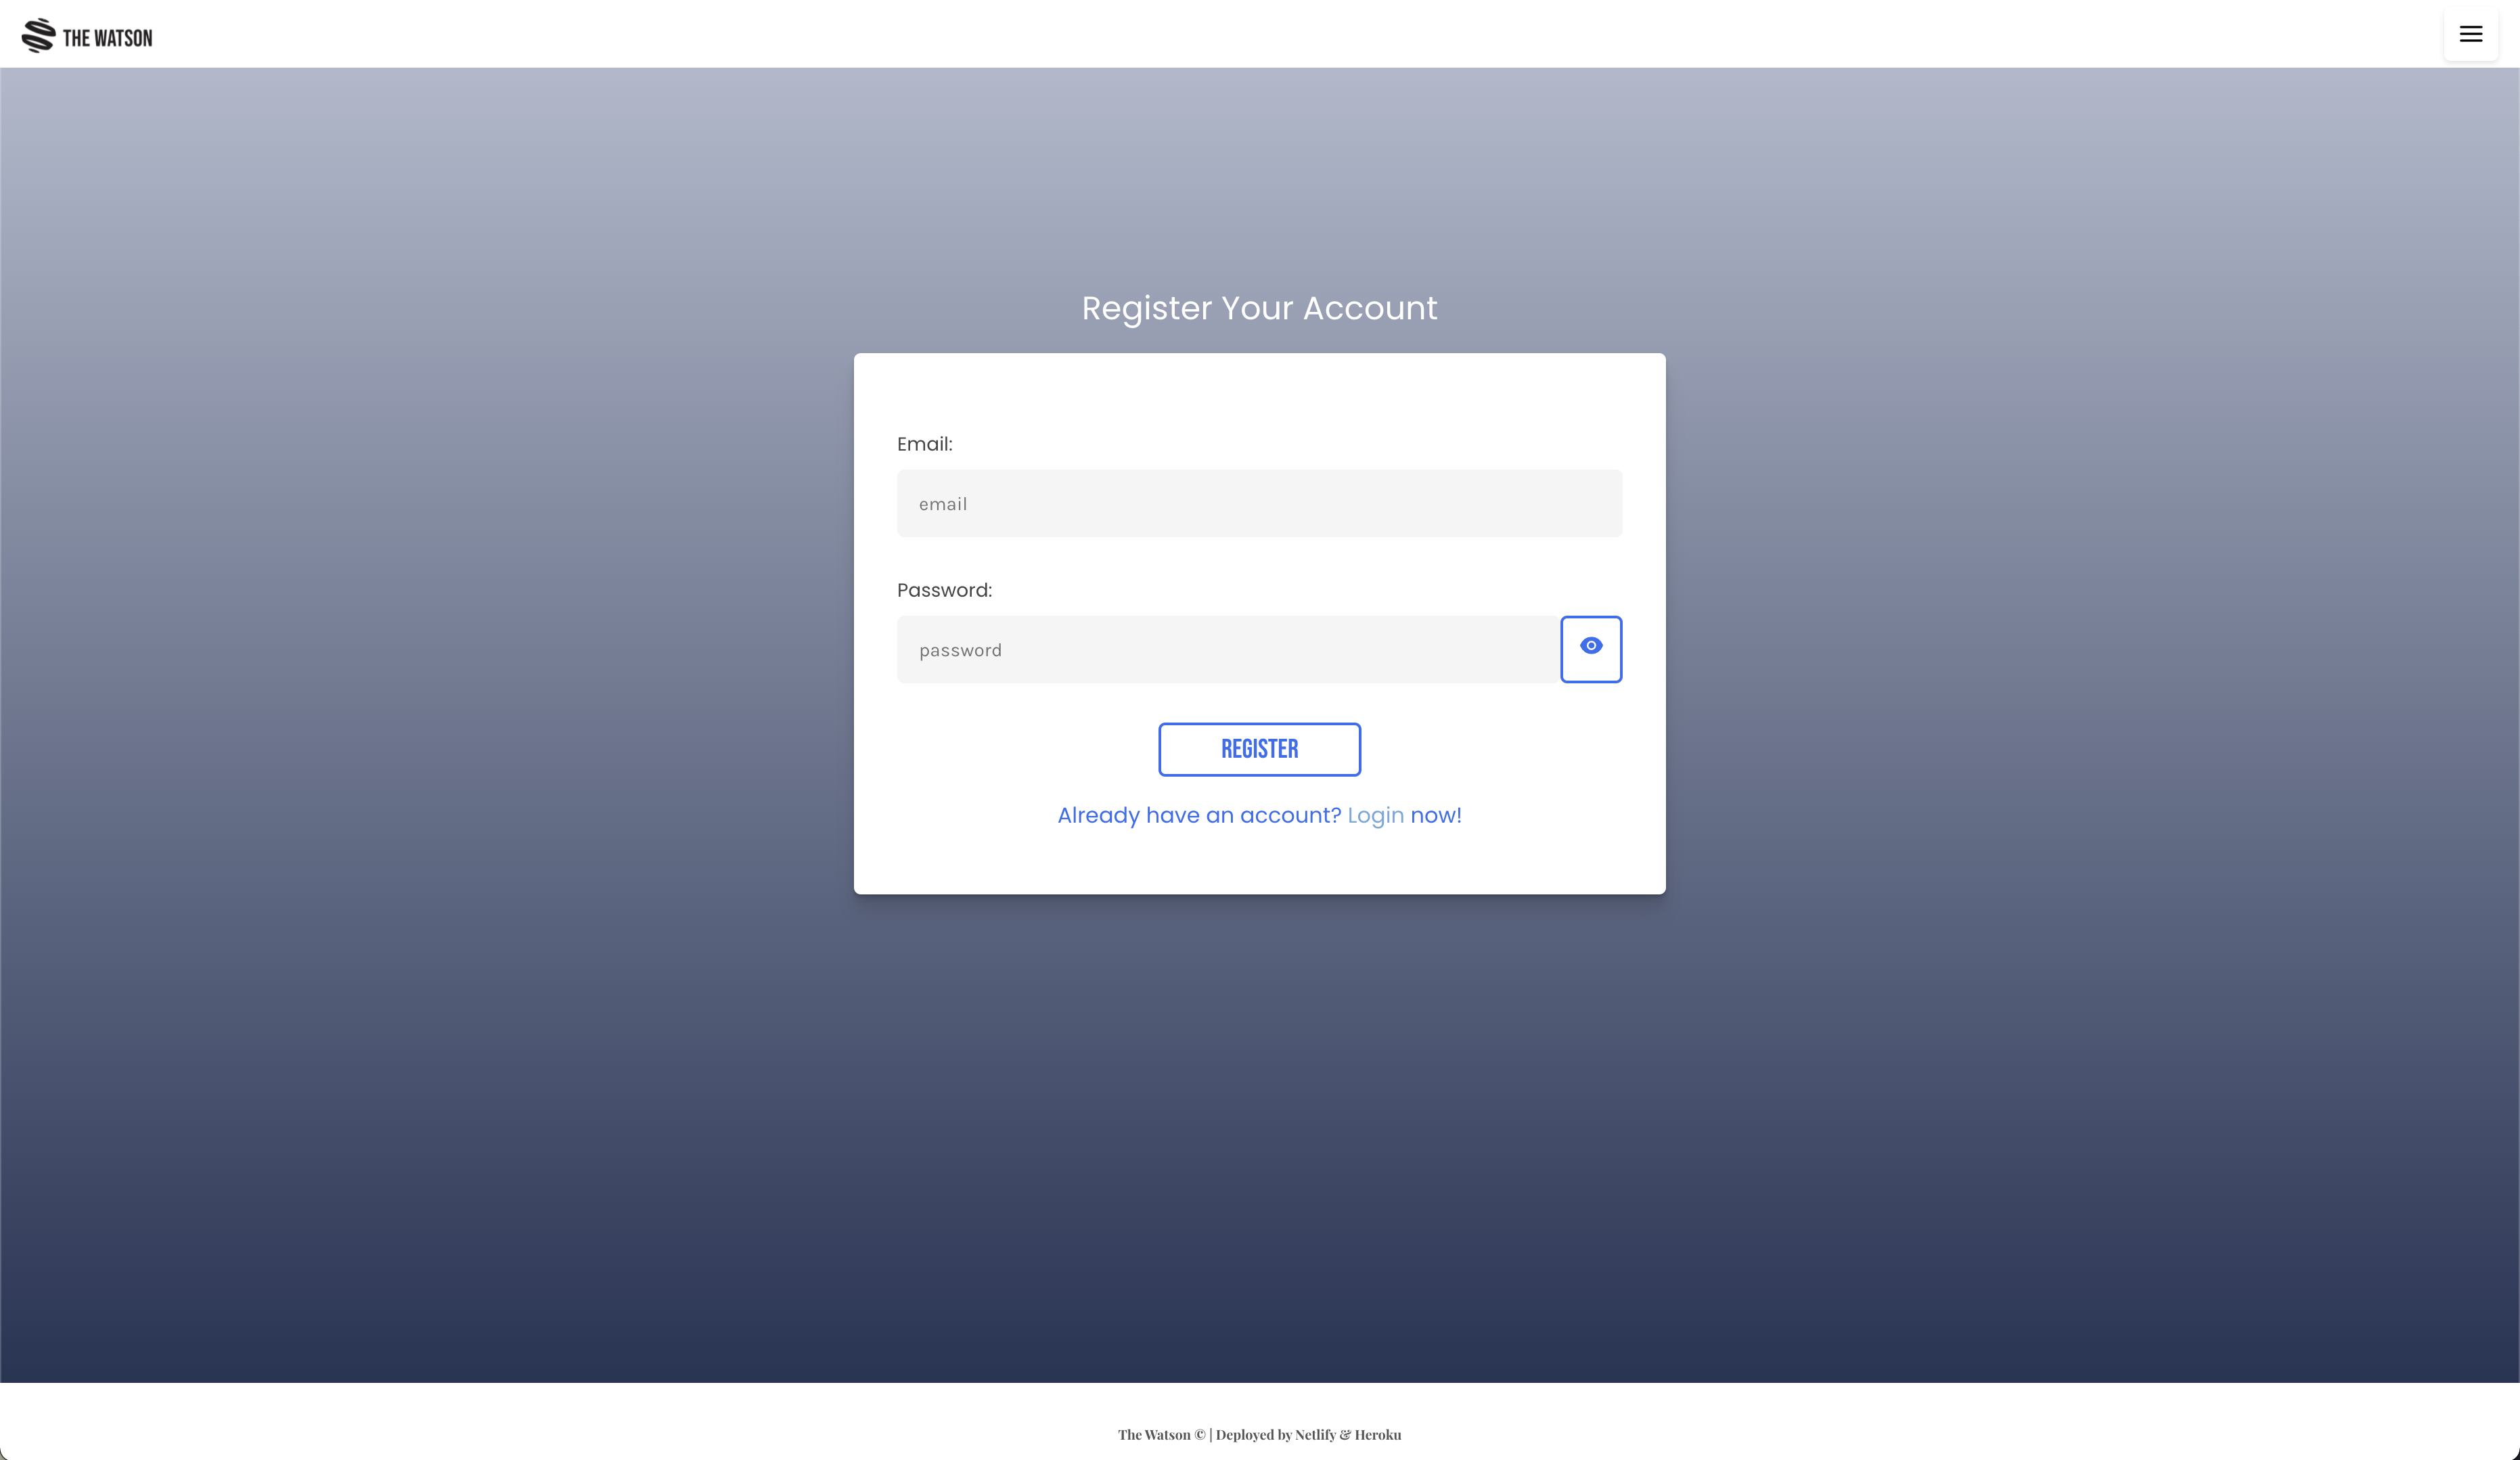 THE WATSON
Register Your Account
Email:
email
Password:
password
REGISTER
Already have an account? Login now!
The Watson © | Deployed by Netlify & Heroku